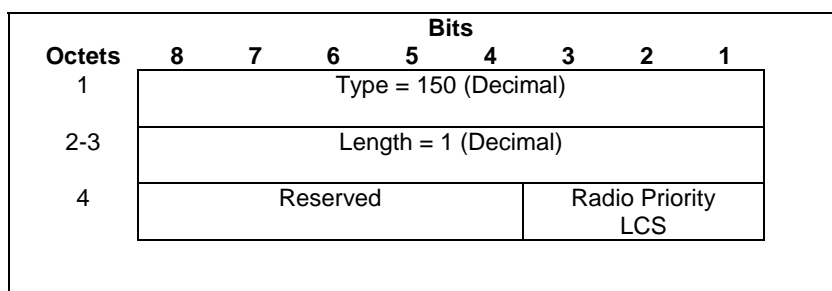 Bits
Octets 8 7 6 5 4 3 2 1
1 Type = 150 (Decimal)
2-3 Length = 1 (Decimal)
4 Reserved Radio Priority
LCS